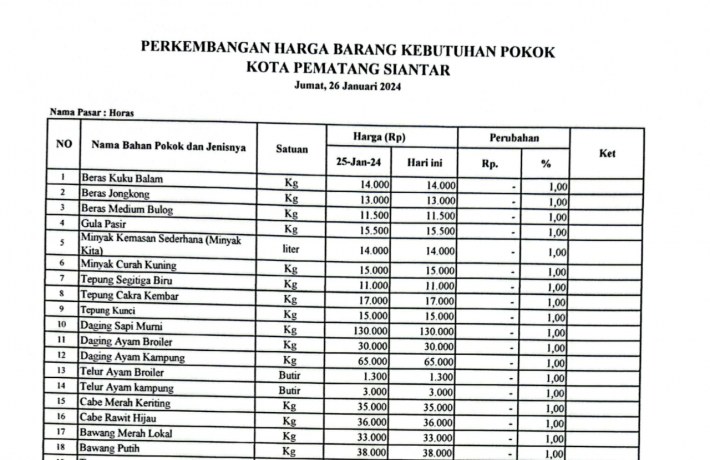 PERKEMBANGAN HARGA BARANG KEBUTUHAN POKOK
KOTA PEMATANG SIANTAR
Jumat, 26 Januari 2024
Nama Pasar : Horas
NO Nama Bahan Pokok dan Jenisnya Satuan Harga (Rp) Perubahan Ket
25-Jan-24 Hari ini Rp. %
1 Beras Kuku Balam Kg 14.000 14.000 - 1,00
2 Beras Jongkong Kg 13.000 13.000 - 1,00
3 Beras Medium Bulog Kg 11.500 11.500 - 1,00
4 Gula Pasir Kg 15.500 15.500 - 1,00
5 Minyak Kemasan Sederhana (Minyak
Kita) liter 14.000 14.000 - 1,00
6 Minyak Curah Kuning Kg 15.000 15.000 - 1,00
7 Tepung Segitiga Biru Kg 11.000 11.000 - 1,00
8 Tepung Cakra Kembar Kg 17.000 17.000 - 1,00
9 Tepung Kunci Kg 15.000 15.000 - 1,00
10 Daging Sapi Murni Kg 130.000 130.000 - 1,00
11 Daging Ayam Broiler Kg 30.000 30.000 - 1,00
12 Daging Ayam Kampung Kg 65.000 65.000 - 1,00
13 Telur Ayam Broiler Butir 1.300 1.300 - 1,00
14 Telur Ayam kampung Butir 3.000 3.000 - 1,00
15 Cabe Merah Keriting Kg 35.000 35.000 - 1,00
16 Cabe Rawit Hijau Kg 36.000 36.000 - 1,00
17 Bawang Merah Lokal Kg 33.000 33.000 - 1,00
18 Bawang Putih Kg 38.000 38.000 - 1,00